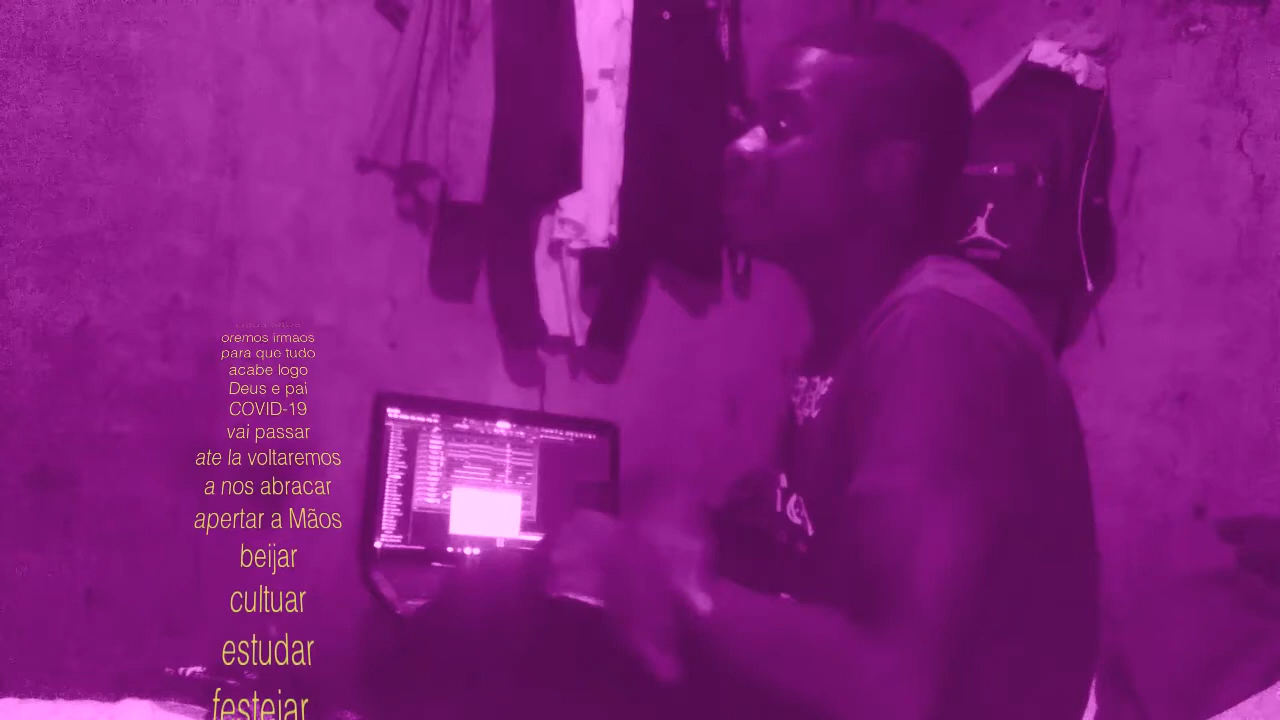 oremos irmaos
para que tudo
acabe logo
Deus e pai
COVID-19
vai passar
ate la voltaremos
a nos abracar
apertar a Mãos
beijar
cultuar
estudar
festejar